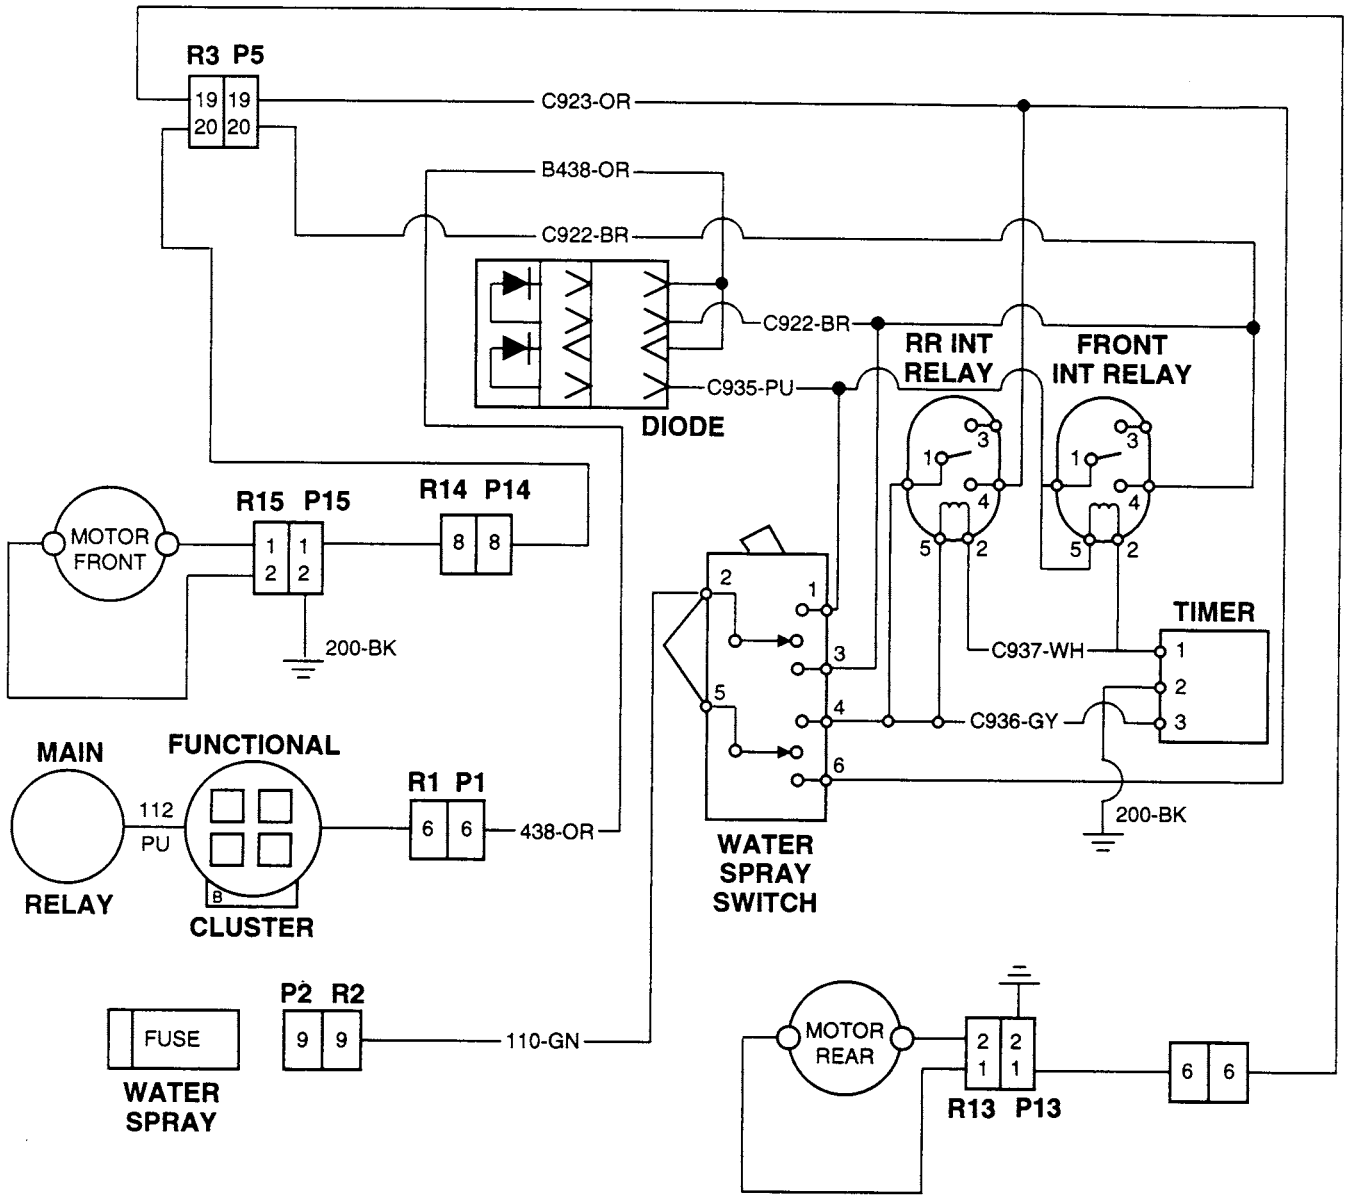 R3 P5
19 19
20 20
C923-OR
B438-OR
C922-BR
C922-BR
C935-PU
DIODE
RR INT
RELAY
3
1
4
5 2
FRONT
INT RELAY
3
1
4
5 2
MOTOR
FRONT
R15 P15
1 1
2 2
200-BK
R14 P14
8 8
2
1
3
5
4
6
WATER
SPRAY
SWITCH
C937-WH
C936-GY
TIMER
1
2
3
200-BK
MAIN
RELAY
112
PU
FUNCTIONAL
B
CLUSTER
R1 P1
6 6
438-OR
FUSE
WATER
SPRAY
P2 R2
9 9
110-GN
MOTOR
REAR
2 2
1 1
R13 P13
6 6